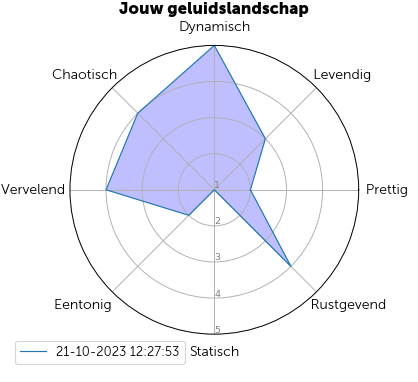 Jouw geluidslandschap
Dynamisch
Chaotisch
Levendig
Vervelend
1
Prettig
2
3
4
Eentonig
Rustgevend
5
21-10-2023 12:27:53
Statisch